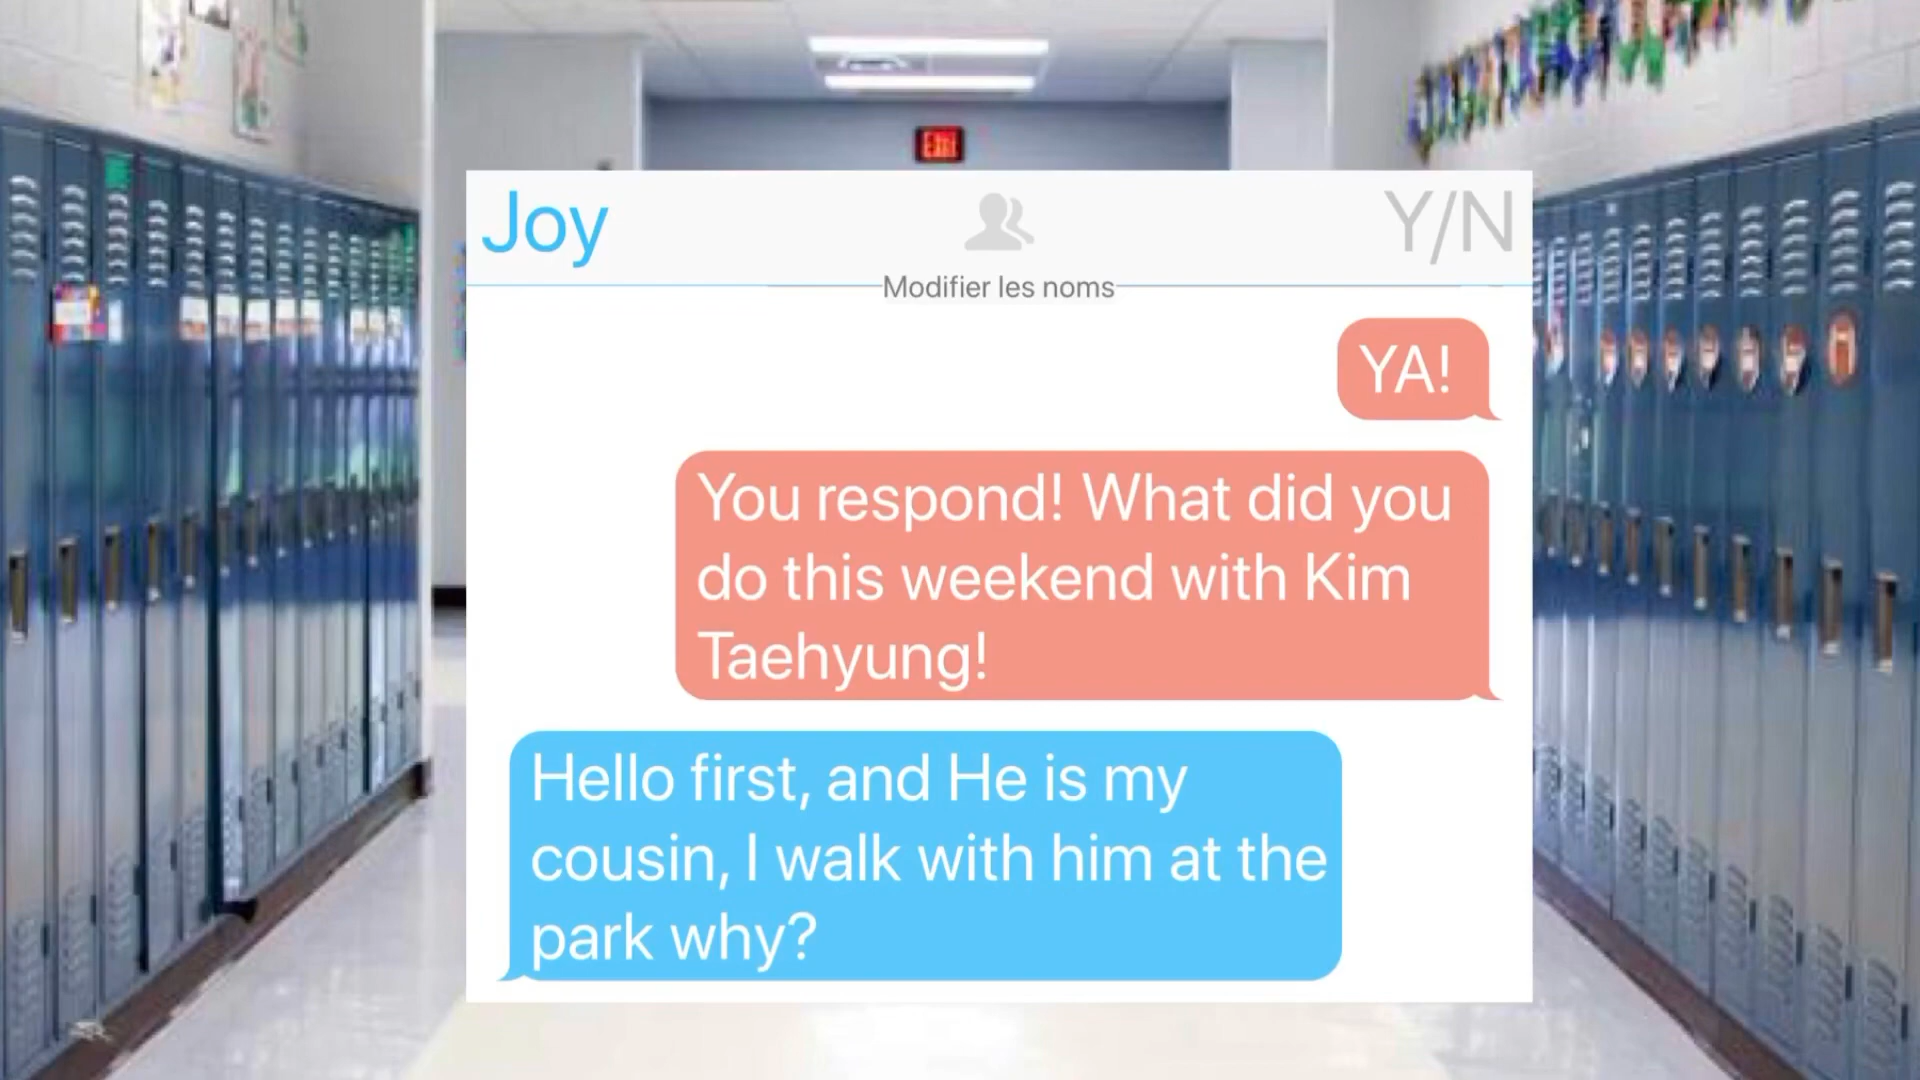 EXIT
Joy
Y/N
Modifier les noms
YA!
You respond! What did you
do this weekend with Kim
Taehyung!
Hello first, and He is my
cousin, I walk with him at the
park why?